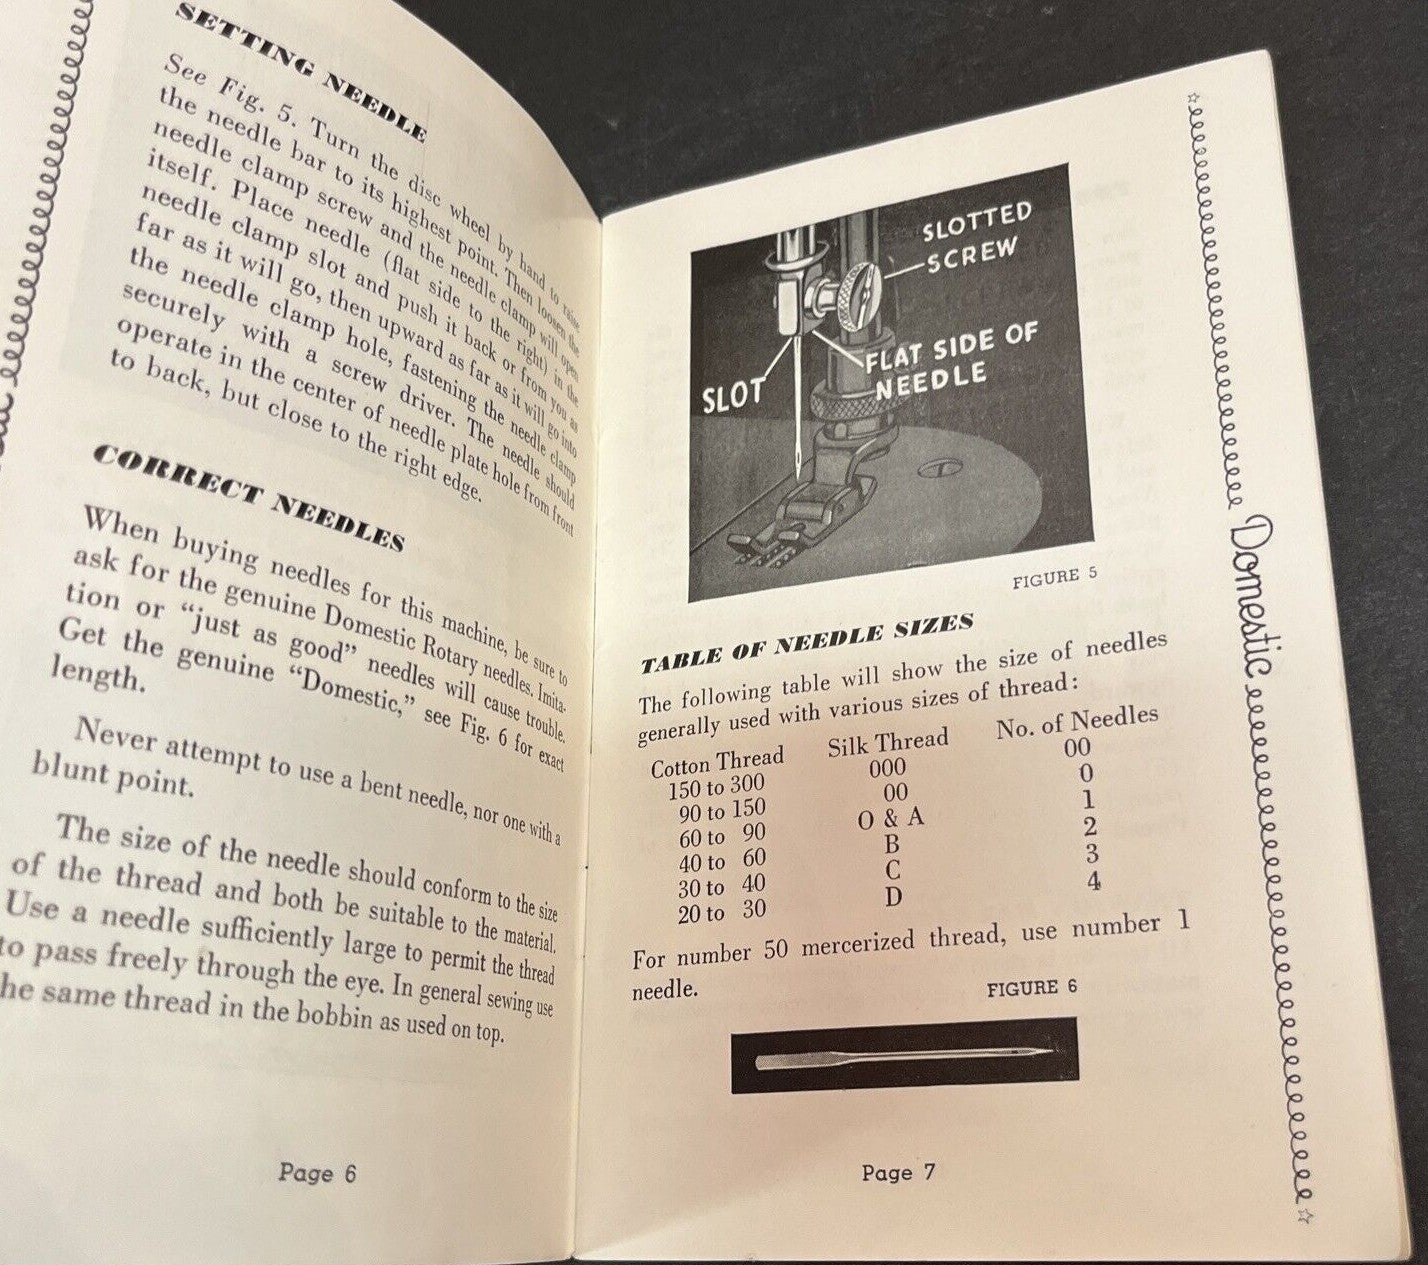 SETTING NEEDLE
See Fig. 5. Turn the disc wheel by hand to raise
the needle bar to its highest point. Then loosen the
needle clamp screw and the needle clamp will open
itself. Place needle (flat side to the right) in the
needle clamp slot and push it back or from you as
far as it will go, then upward as far as it will go into
the needle clamp hole, fastening the needle clamp
securely with a screw driver. The needle should
operate in the center of needle plate hole from front
to back, but close to the right edge.
CORRECT NEEDLES
When buying needles for this machine, be sure to
ask for the genuine Domestic Rotary needles. Imita-
tion or "just as good" needles will cause trouble.
Get the genuine "Domestic," see Fig. 6 for exact
length.
Never attempt to use a bent needle, nor one with a
blunt point.
The size of the needle should conform to the size
of the thread and both be suitable to the material.
Use a needle sufficiently large to permit the thread
to pass freely through the eye. In general sewing use
he same thread in the bobbin as used on top.
Page 6
SLOTTED
SCREW
FLAT SIDE OF
NEEDLE
SLOT
FIGURE 5
TABLE OF NEEDLE SIZES
The following table will show the size of needles
generally used with various sizes of thread:
Cotton Thread Silk Thread No. of Needles
150 to 300 000 00
90 to 150 00 0
60 to 90 O & A 1
40 to 60 B 2
30 to 40 C 3
20 to 30 D 4
For number 50 mercerized thread, use number 1
needle.
FIGURE 6
Page 7
Domestic